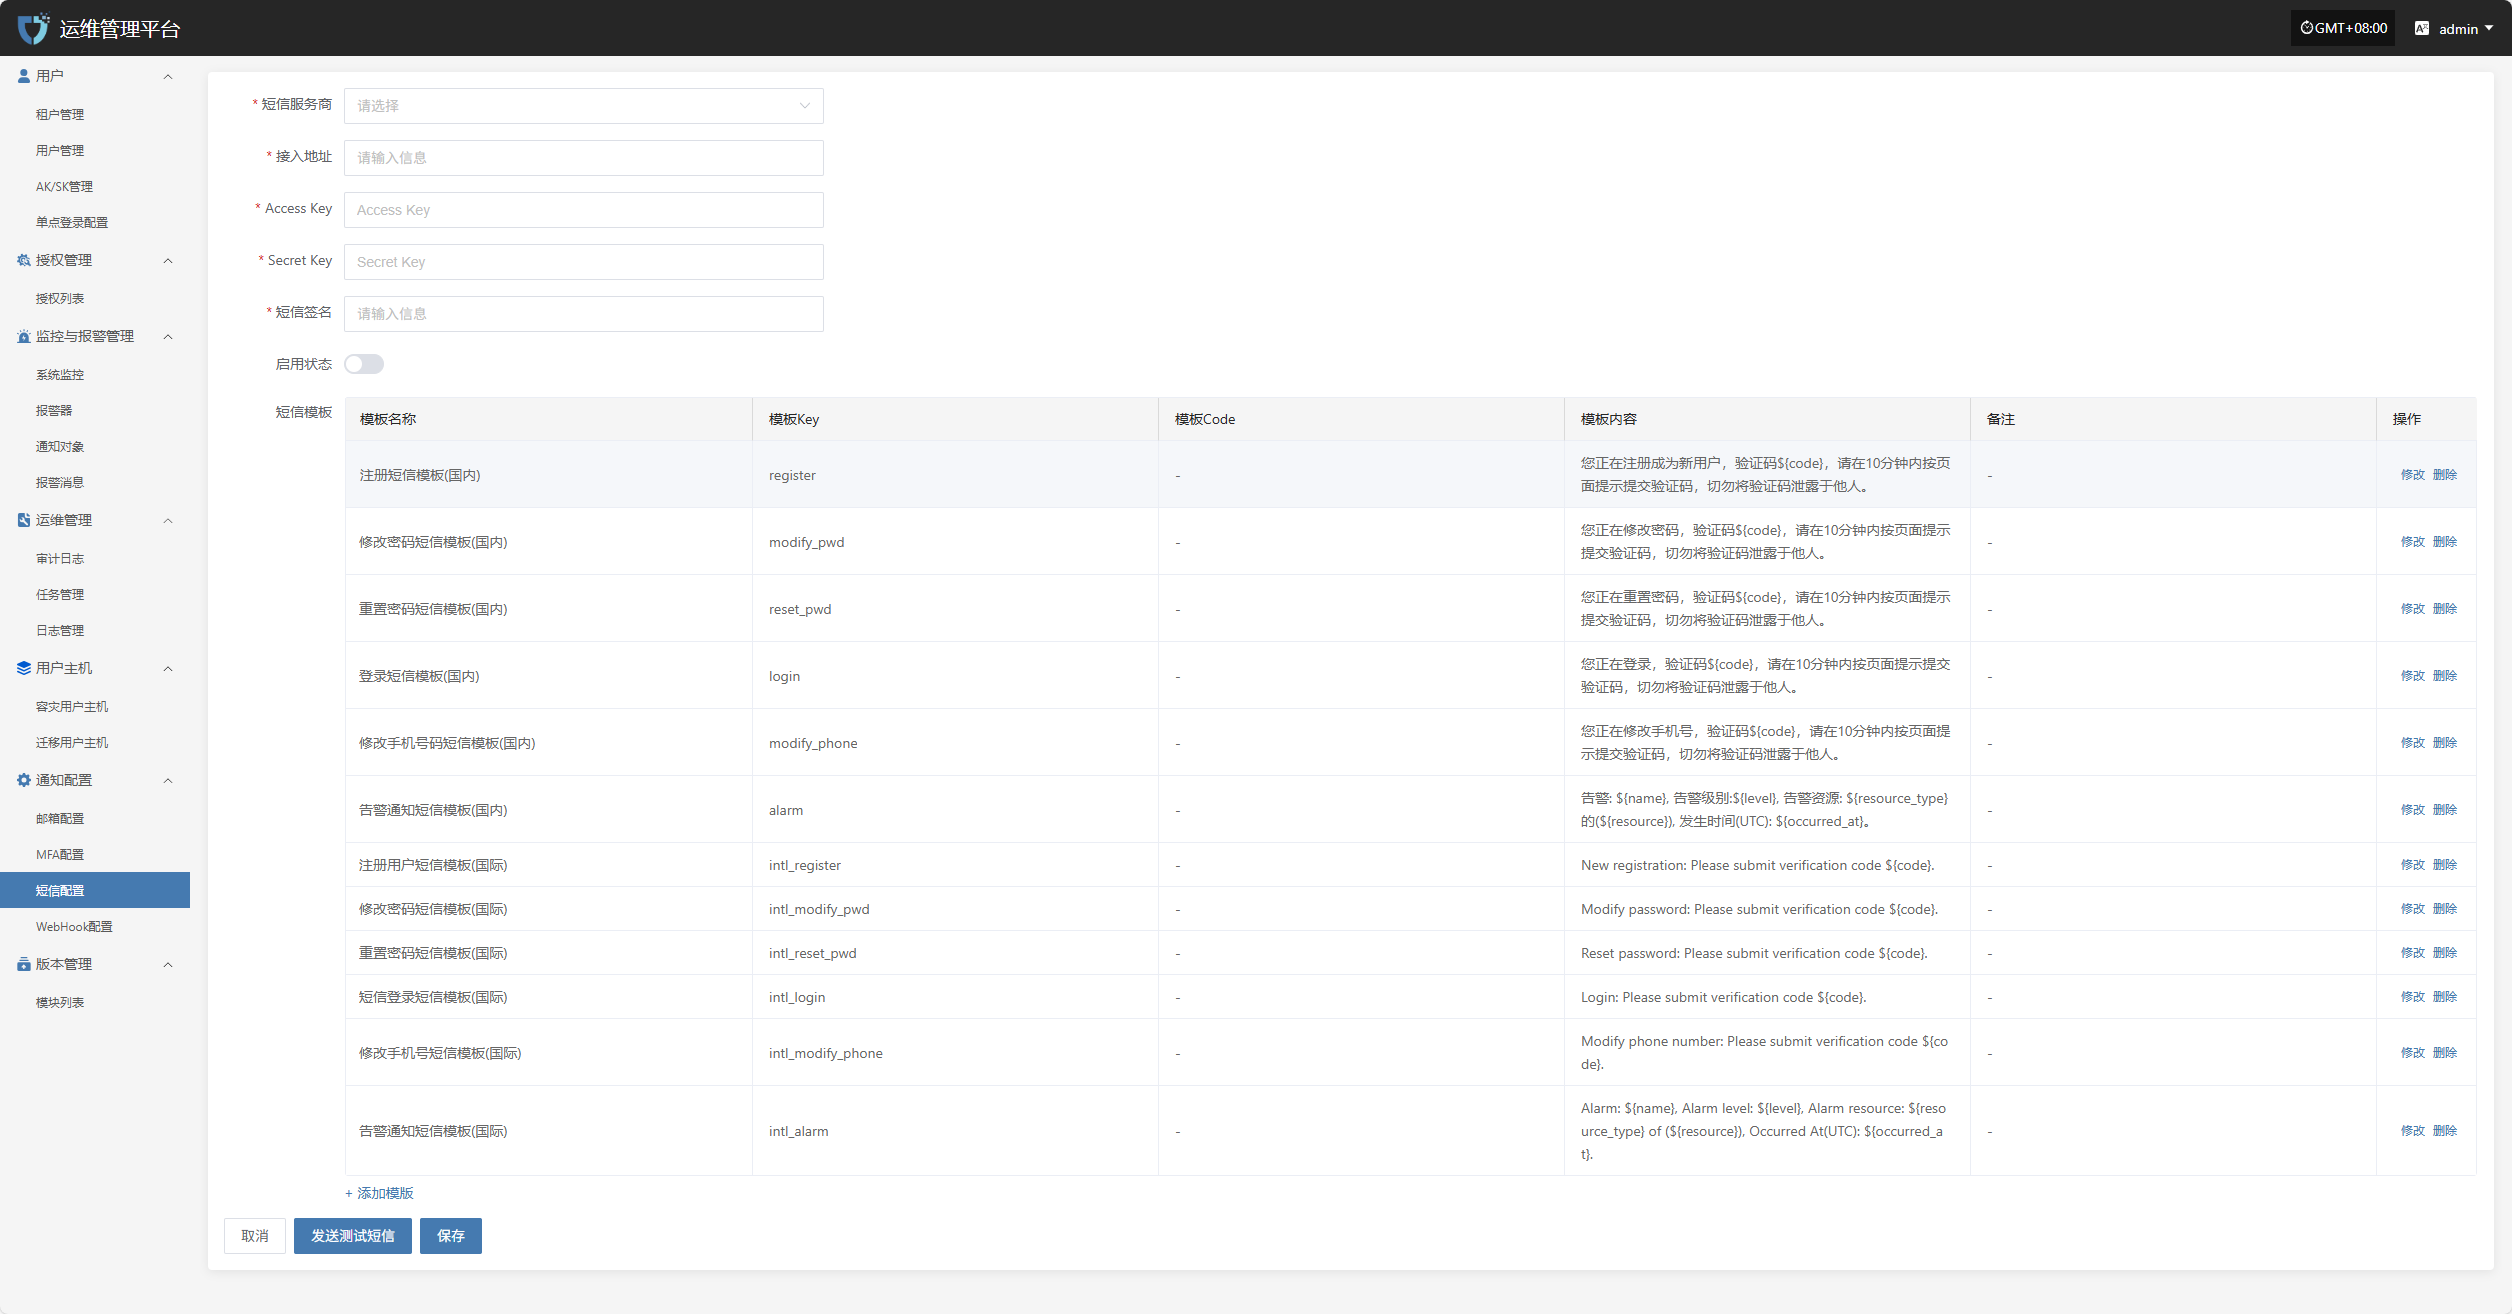 运维管理平台
GMT+08:00
admin
用户
租户管理
用户管理
AK/SK管理
单点登录配置
授权管理
授权列表
监控与报警管理
系统监控
报警器
通知对象
报警消息
运维管理
审计日志
任务管理
日志管理
用户主机
容灾用户主机
迁移用户主机
通知配置
邮箱配置
MFA配置
短信配置
WebHook配置
版本管理
模块列表
* 短信服务商 请选择
* 接入地址 请输入信息
* Access Key Access Key
* Secret Key Secret Key
* 短信签名 请输入信息
启用状态
短信模板
模板名称 模板Key 模板Code 模板内容 备注 操作
注册短信模板(国内) register - 您正在注册成为新用户，验证码${code}，请在10分钟内按页
面提示提交验证码，切勿将验证码泄露于他人。 - 修改 删除
修改密码短信模板(国内) modify_pwd - 您正在修改密码，验证码${code}，请在10分钟内按页面提示
提交验证码，切勿将验证码泄露于他人。 - 修改 删除
重置密码短信模板(国内) reset_pwd - 您正在重置密码，验证码${code}，请在10分钟内按页面提示
提交验证码，切勿将验证码泄露于他人。 - 修改 删除
登录短信模板(国内) login - 您正在登录，验证码${code}，请在10分钟内按页面提示提交
验证码，切勿将验证码泄露于他人。 - 修改 删除
修改手机号码短信模板(国内) modify_phone - 您正在修改手机号，验证码${code}，请在10分钟内按页面提
示提交验证码，切勿将验证码泄露于他人。 - 修改 删除
告警通知短信模板(国内) alarm - 告警: ${name}, 告警级别:${level}, 告警资源: ${resource_type}
的(${resource}), 发生时间(UTC): ${occurred_at}。 - 修改 删除
注册用户短信模板(国际) intl_register - New registration: Please submit verification code ${code}. - 修改 删除
修改密码短信模板(国际) intl_modify_pwd - Modify password: Please submit verification code ${code}. - 修改 删除
重置密码短信模板(国际) intl_reset_pwd - Reset password: Please submit verification code ${code}. - 修改 删除
短信登录短信模板(国际) intl_login - Login: Please submit verification code ${code}. - 修改 删除
修改手机号短信模板(国际) intl_modify_phone - Modify phone number: Please submit verification code ${co
de}. - 修改 删除
告警通知短信模板(国际) intl_alarm - Alarm: ${name}, Alarm level: ${level}, Alarm resource: ${reso
urce_type} of (${resource}), Occurred At(UTC): ${occurred_a
t}. - 修改 删除
+ 添加模版
取消 发送测试短信 保存